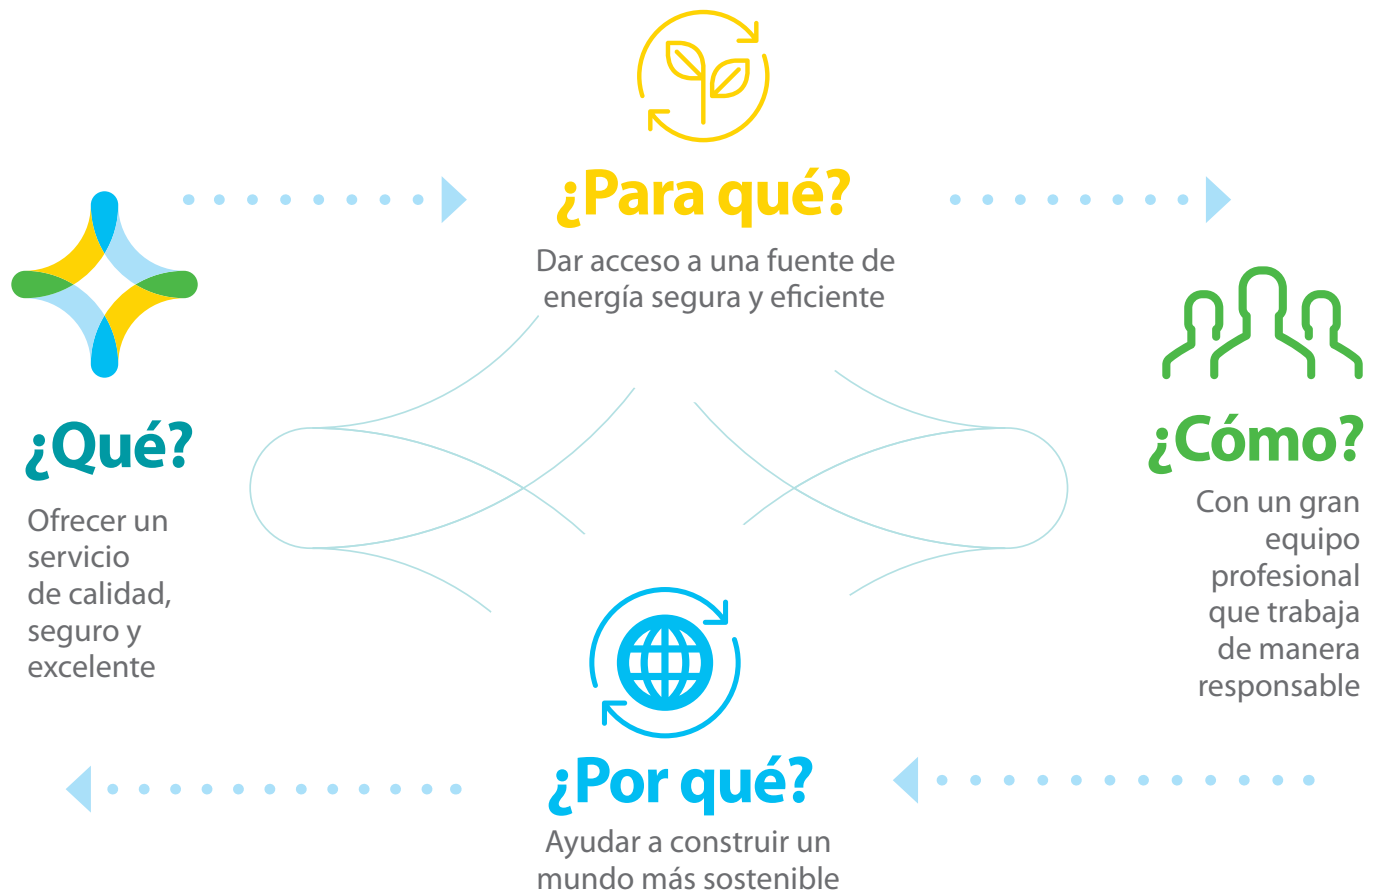 ¿Para qué?
Dar acceso a una fuente de
energía segura y eficiente
¿Qué?
Ofrecer un
servicio
de calidad,
seguro y
excelente
¿Cómo?
Con un gran
equipo
profesional
que trabaja
de manera
responsable
¿Por qué?
Ayudar a construir un
mundo más sostenible